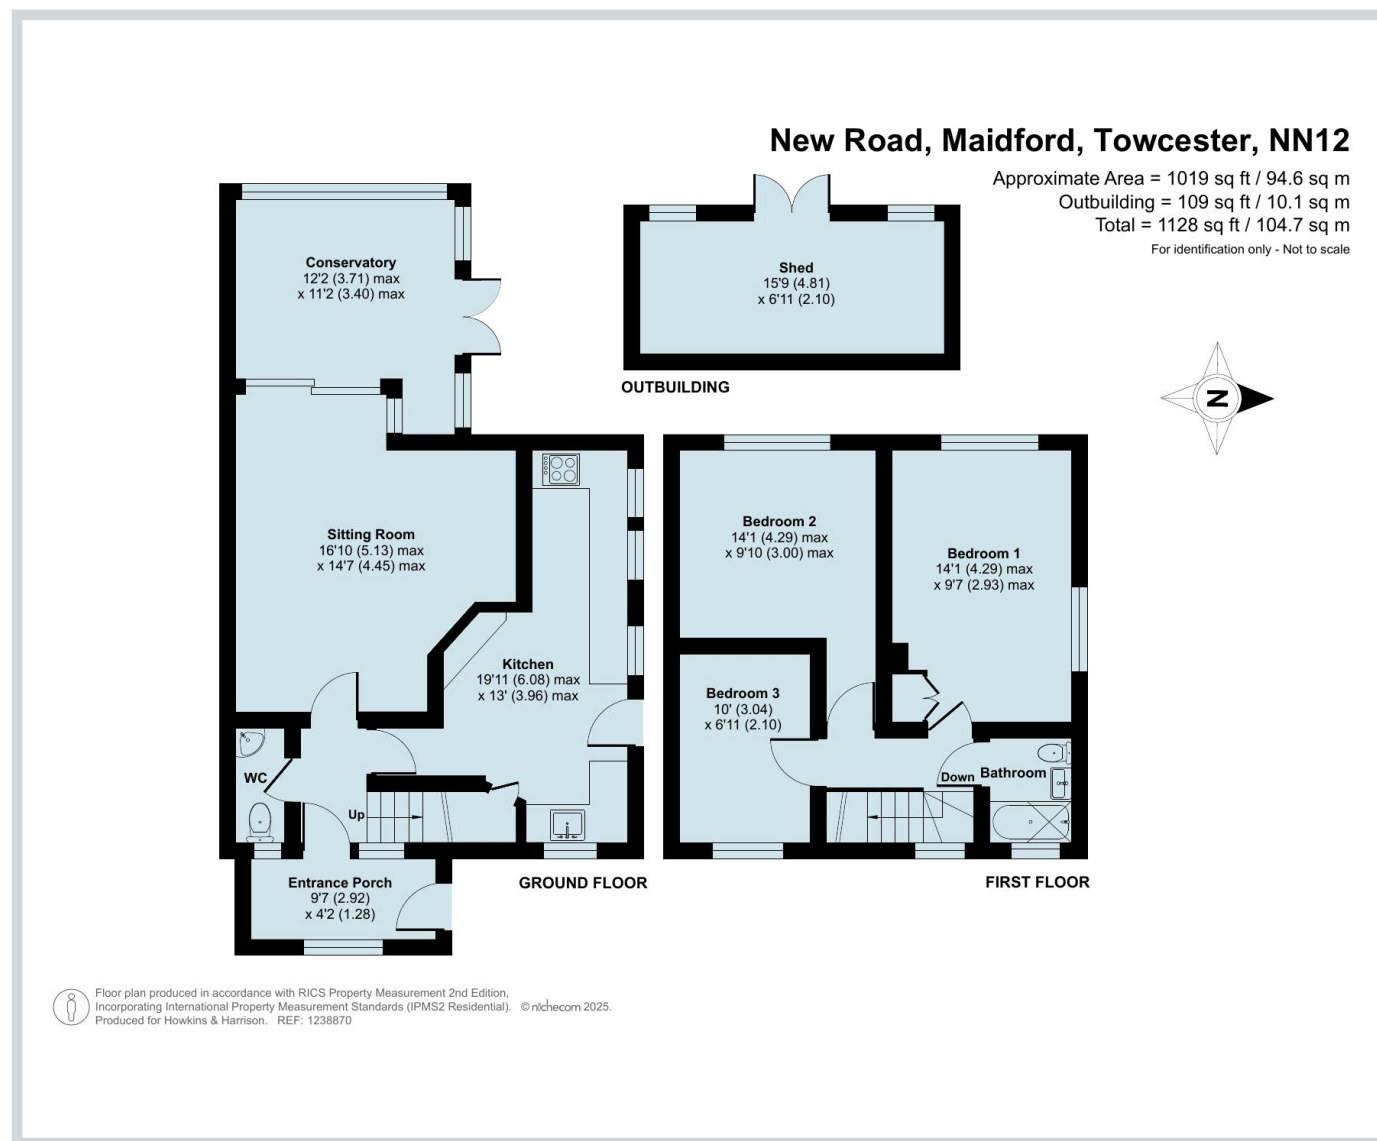 New Road, Maidford, Towcester, NN12
Approximate Area = 1019 sq ft / 94.6 sq m
Outbuilding = 109 sq ft / 10.1 sq m
Total = 1128 sq ft / 104.7 sq m
For identification only - Not to scale
Conservatory
12'2 (3.71) max
x 11'2 (3.40) max
Shed
15'9 (4.81)
x 6'11 (2.10)
OUTBUILDING
N
Sitting Room
16'10 (5.13) max
x 14'7 (4.45) max
Kitchen
19'11 (6.08) max
x 13' (3.96) max
WC
Up
Entrance Porch
9'7 (2.92)
x 4'2 (1.28)
GROUND FLOOR
Bedroom 2
14'1 (4.29) max
x 9'10 (3.00) max
Bedroom 1
14'1 (4.29) max
x 9'7 (2.93) max
Bedroom 3
10' (3.04)
x 6'11 (2.10)
Down
Bathroom
FIRST FLOOR
Floor plan produced in accordance with RICS Property Measurement 2nd Edition,
Incorporating International Property Measurement Standards (IPMS2 Residential). © nichecom 2025.
Produced for Howkins & Harrison. REF: 1238870